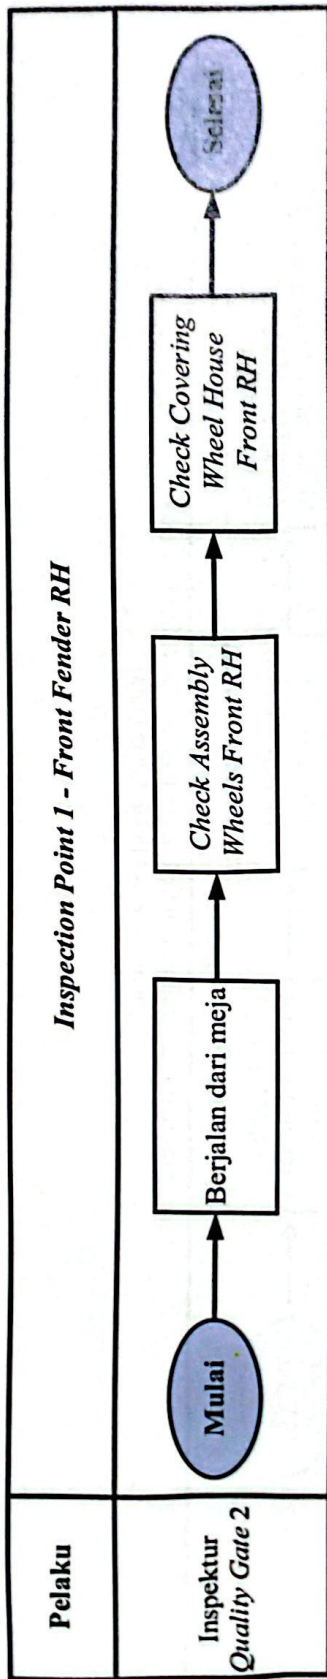 Pelaku
Inspection Point 1 - Front Fender RH
Inspektur
Quality Gate 2
Mulai
Berjalan dari meja
Check Assembly
Wheels Front RH
Check Covering
Wheel House
Front RH
Selesai